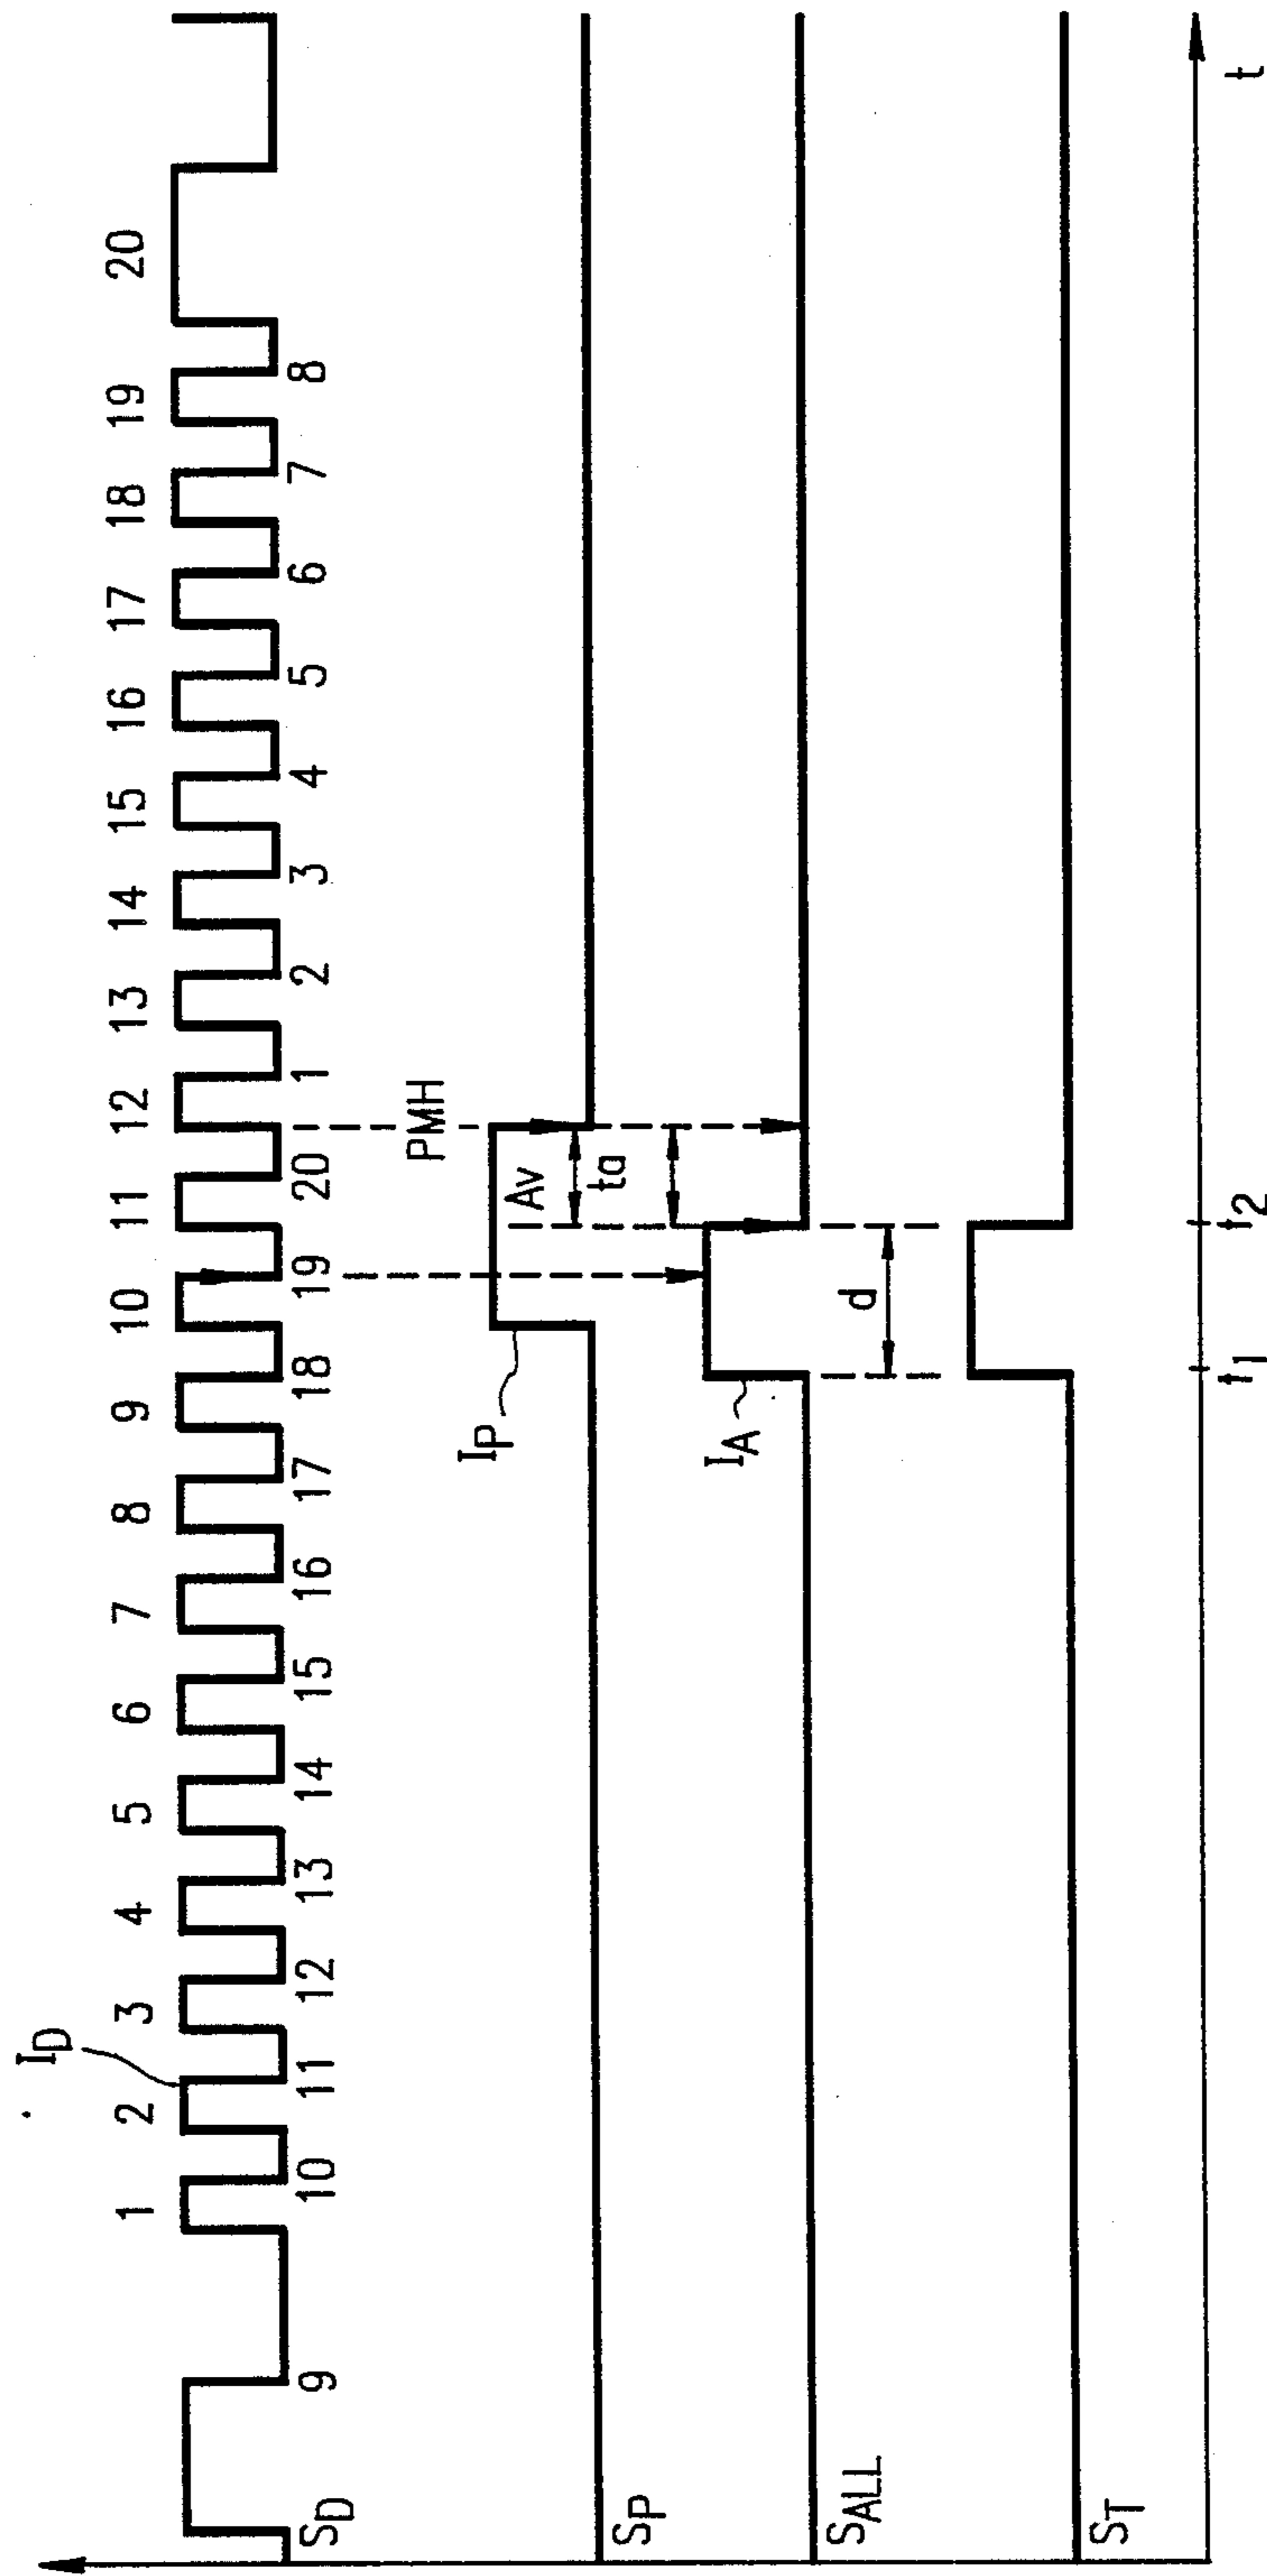 I_D
1 2 3 4 5 6 7 8 9 10 11 12 13 14 15 16 17 18 19 20
9 10 11 12 13 14 15 16 17 18 19 20 1 2 3 4 5 6 7 8
S_D
PMH
I_P
Av
S_P
ta
I_A
S_ALL
d
S_T
t_1 t_2 t